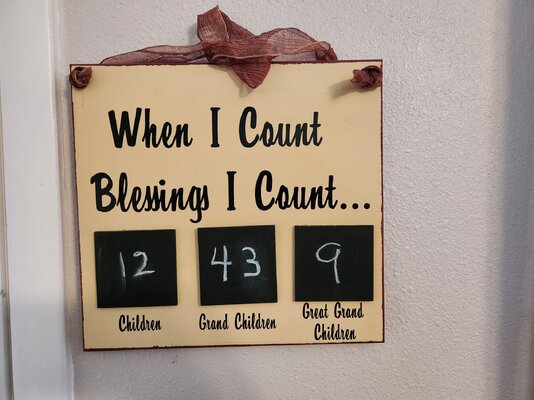 When I Count
Blessings I Count...
12 43 9
Children Grand Children Great Grand
Children